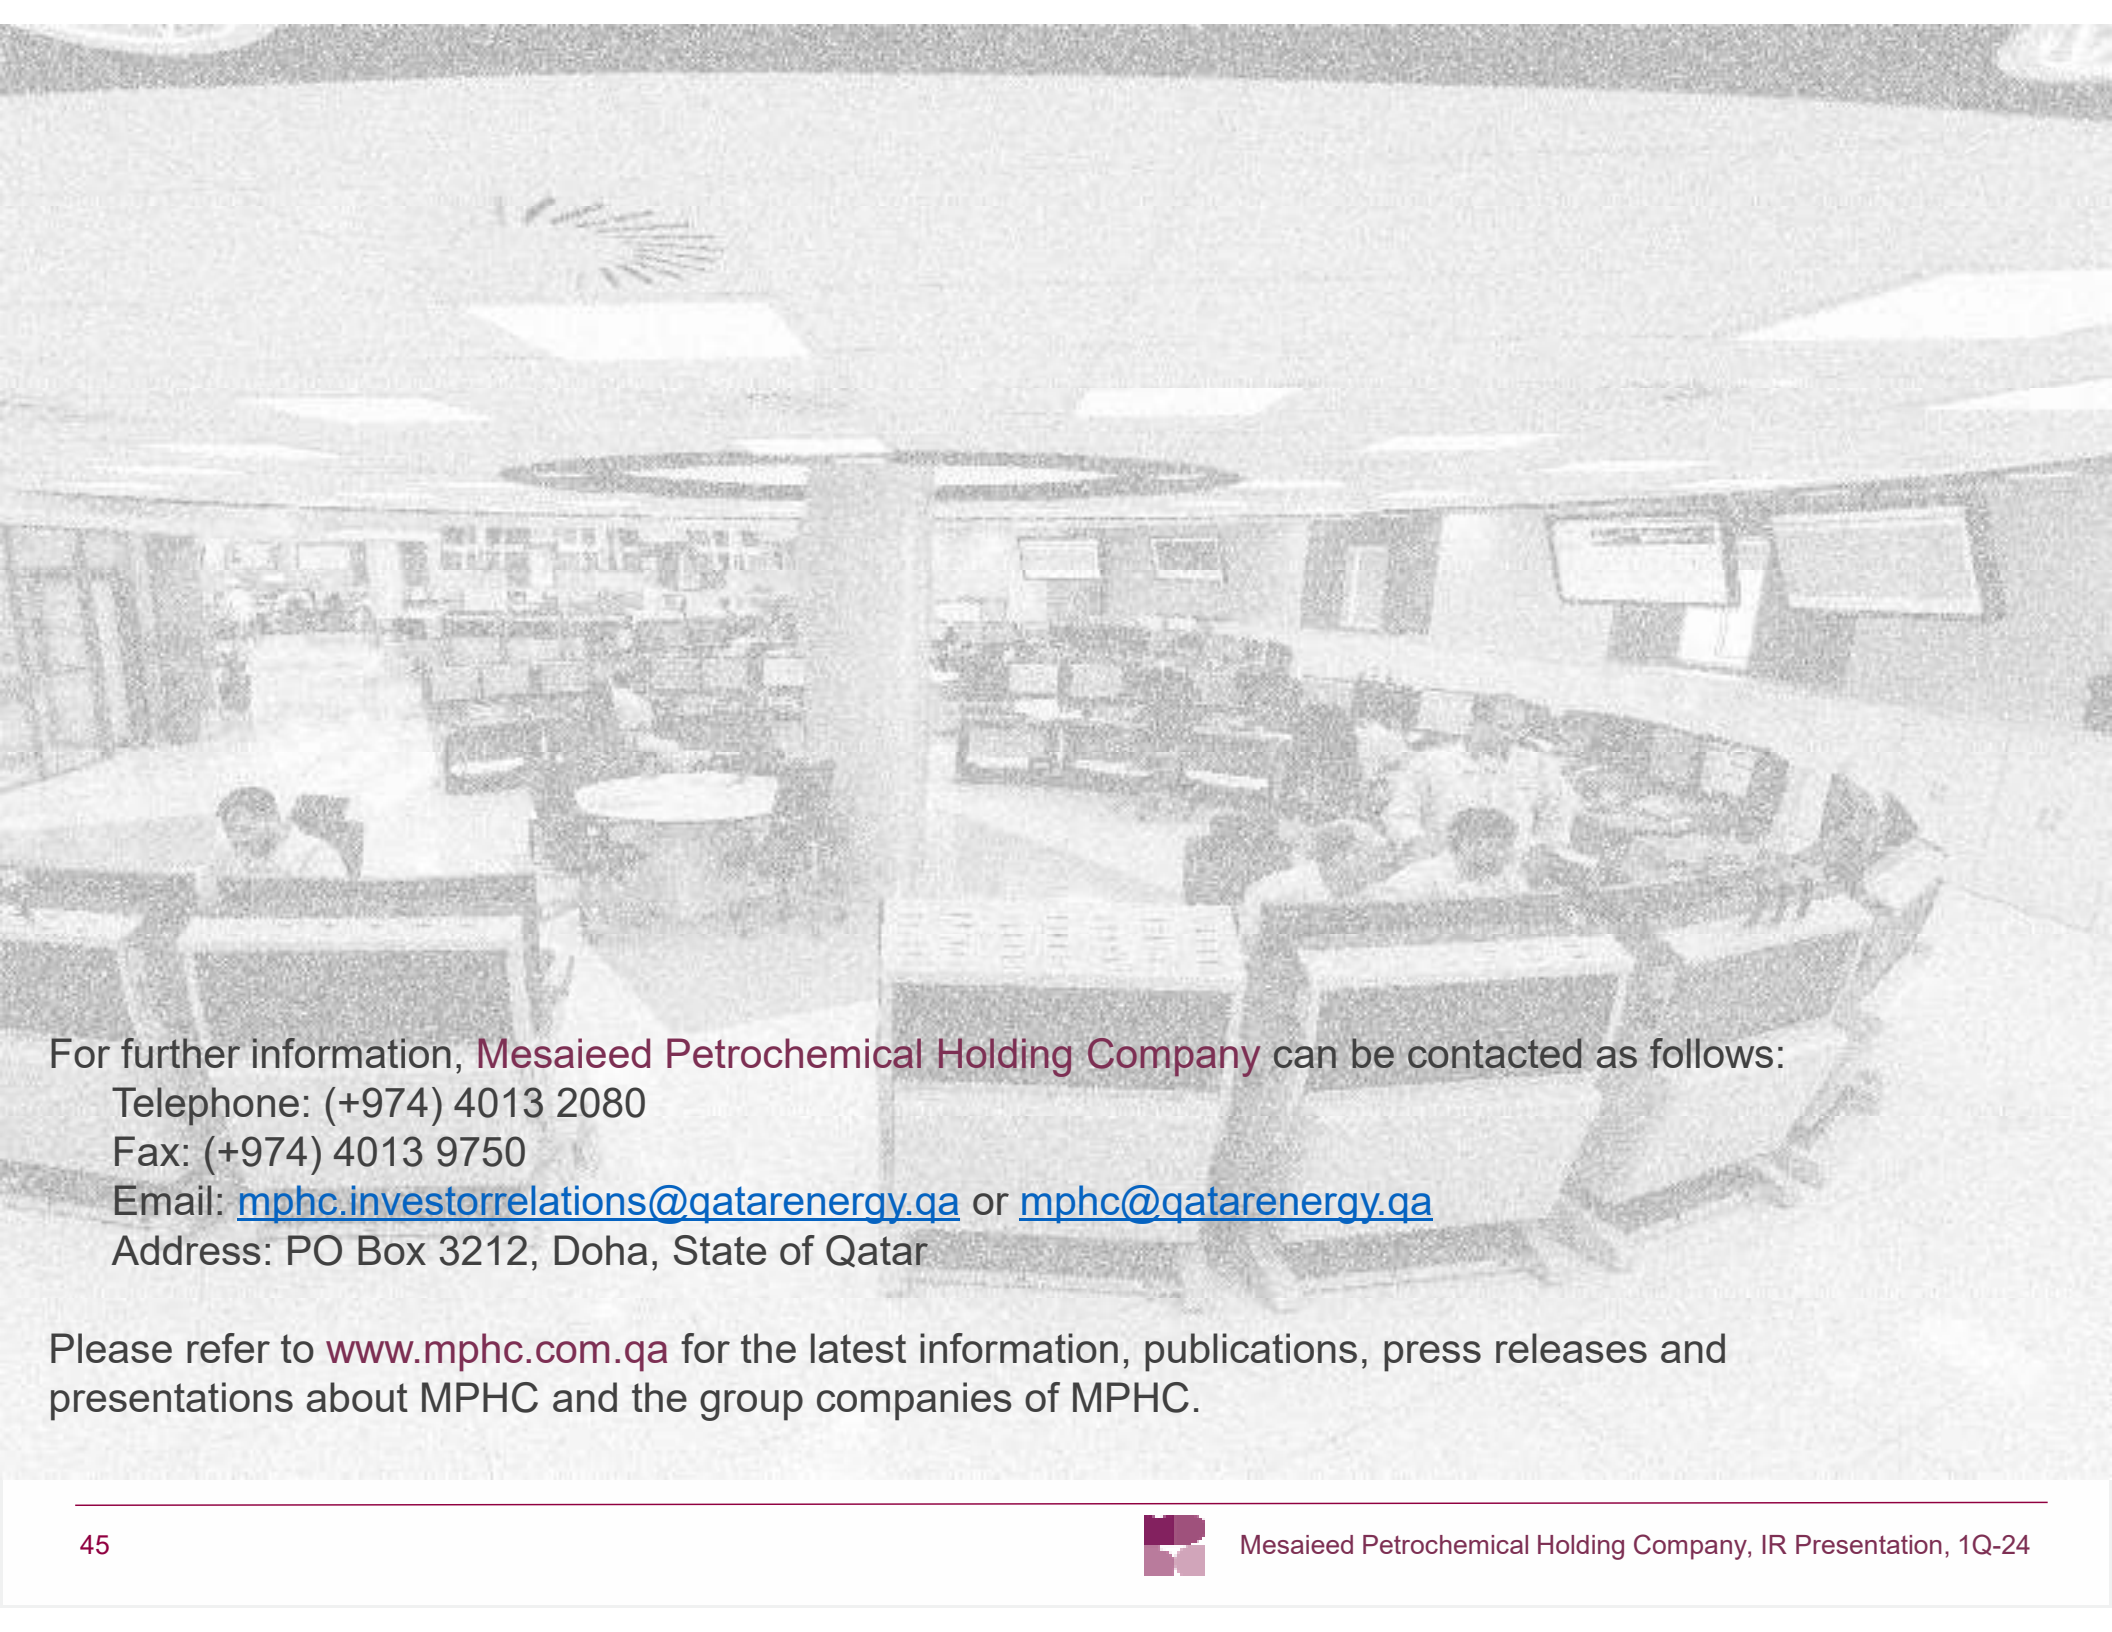 For further information, Mesaieed Petrochemical Holding Company can be contacted as follows:
Telephone: (+974) 4013 2080
Fax: (+974) 4013 9750
Email: mphc.investorrelations@qatarenergy.qa or mphc@qatarenergy.qa
Address: PO Box 3212, Doha, State of Qatar
Please refer to www.mphc.com.qa for the latest information, publications, press releases and
presentations about MPHC and the group companies of MPHC.
45
Mesaieed Petrochemical Holding Company, IR Presentation, 1Q-24